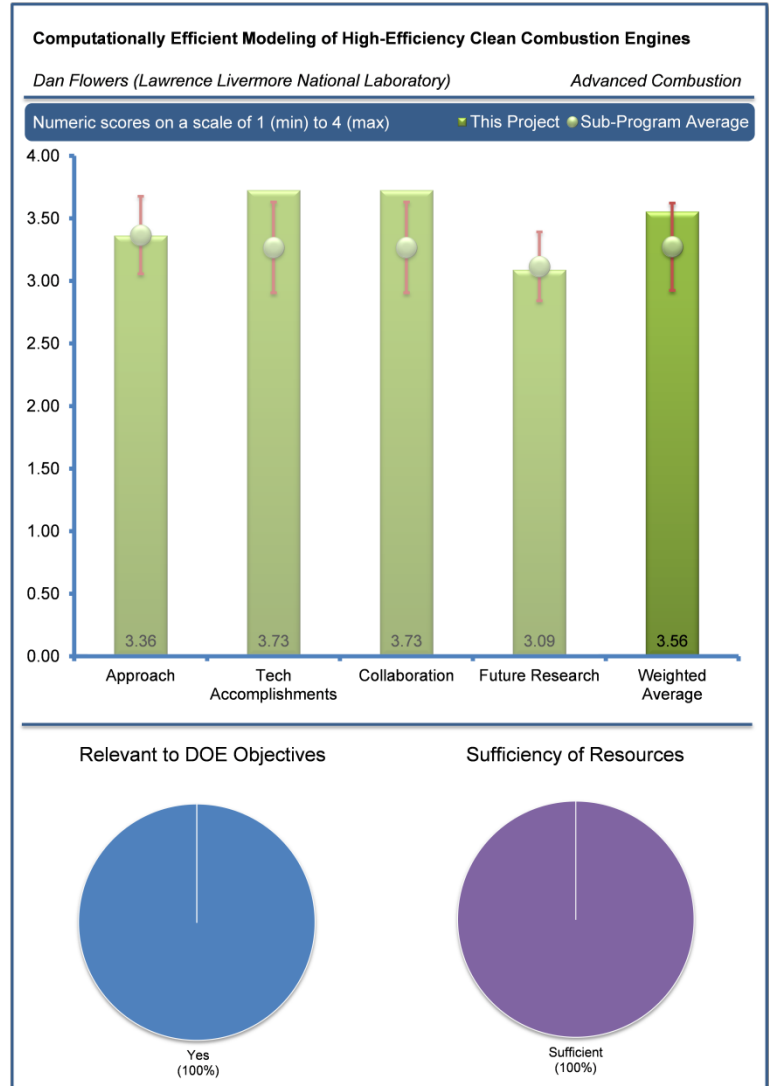 Computationally Efficient Modeling of High-Efficiency Clean Combustion Engines
Dan Flowers (Lawrence Livermore National Laboratory) Advanced Combustion
Numeric scores on a scale of 1 (min) to 4 (max) This Project Sub-Program Average
4.00
3.50
3.00
2.50
2.00
1.50
1.00
0.50
0.00
3.36 3.73 3.73 3.09 3.56
Approach Tech Collaboration Future Research Weighted
Accomplishments Average
Relevant to DOE Objectives Sufficiency of Resources
Yes Sufficient
(100%) (100%)